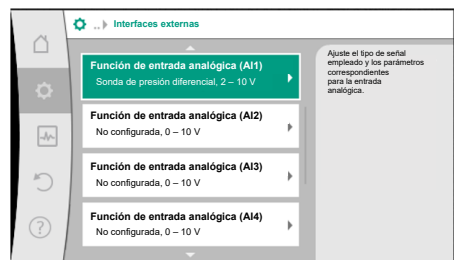 .. Interfaces externas
Función de entrada analógica (AI1)
Sonda de presión diferencial, 2 – 10 V
Función de entrada analógica (AI2)
No configurada, 0 – 10 V
Función de entrada analógica (AI3)
No configurada, 0 – 10 V
Función de entrada analógica (AI4)
No configurada, 0 – 10 V
Ajuste el tipo de señal
empleado y los parámetros
correspondientes
para la entrada
analógica.
?